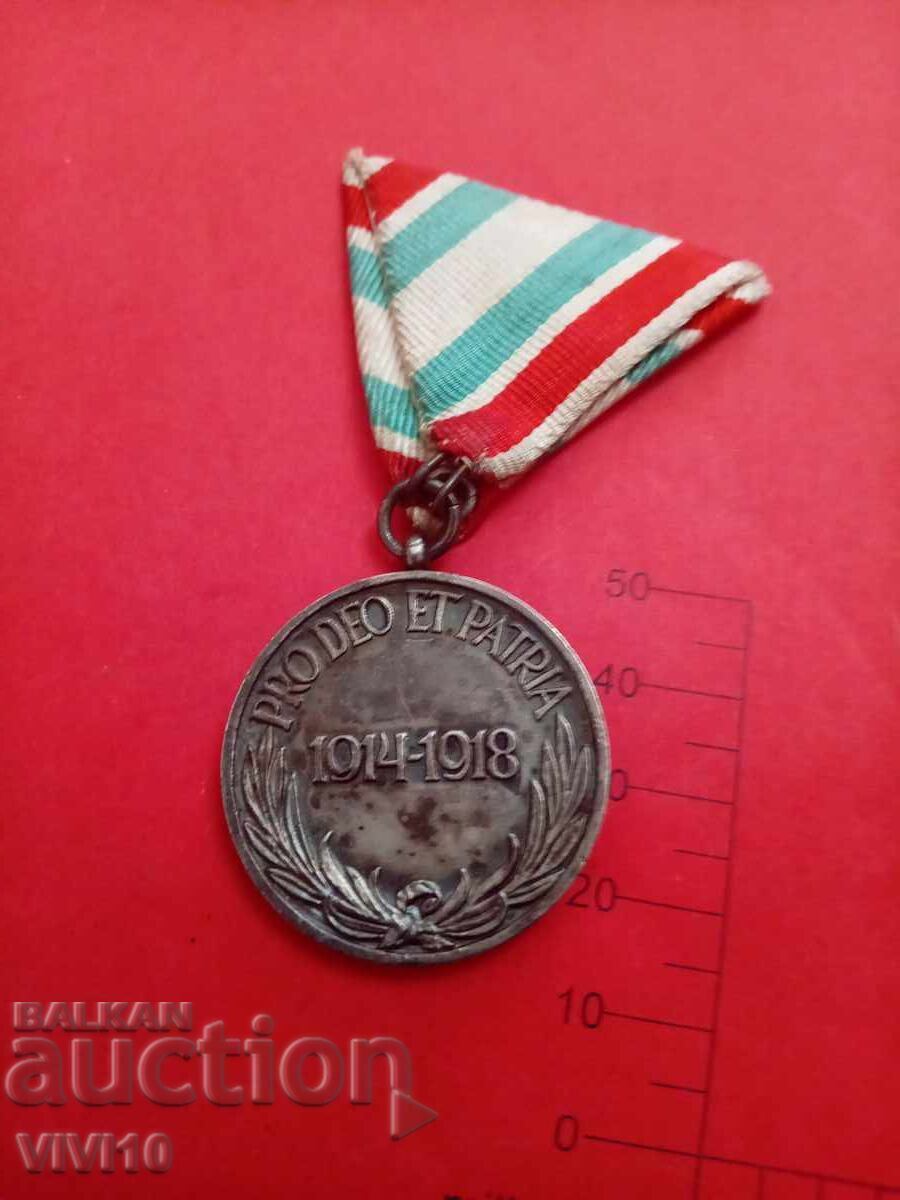 PRO DEO ET PATRIA
1914-1918
50
40
20
10
0
BALKAN
auction
VIVI10